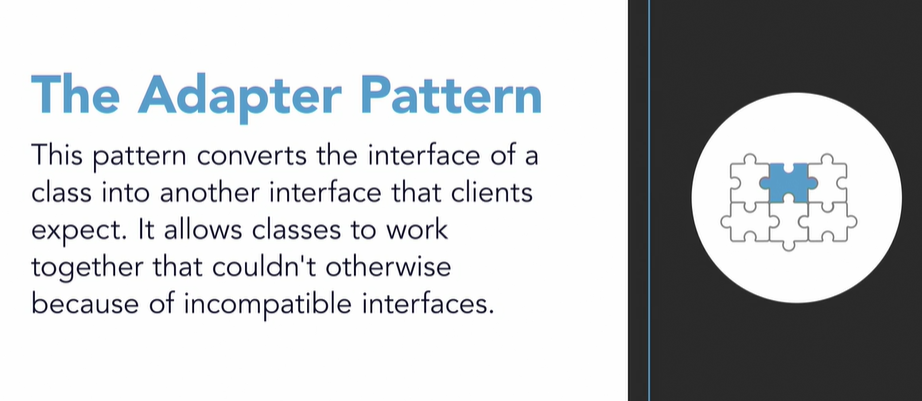 The Adapter Pattern
This pattern converts the interface of a
class into another interface that clients
expect. It allows classes to work
together that couldn't otherwise
because of incompatible interfaces.